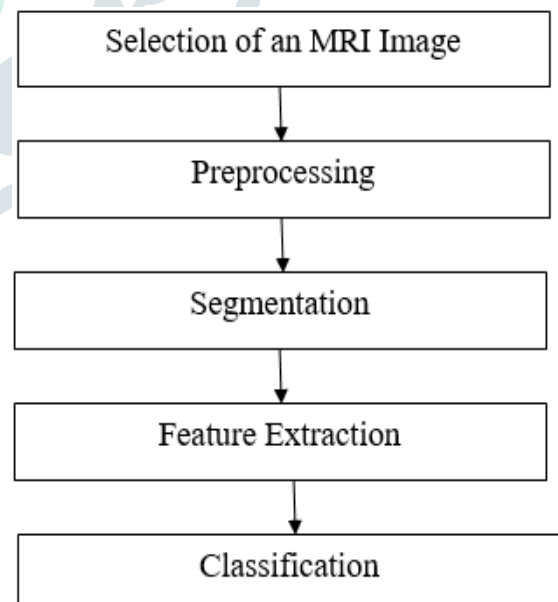 Selection of an MRI Image
Preprocessing
Segmentation
Feature Extraction
Classification